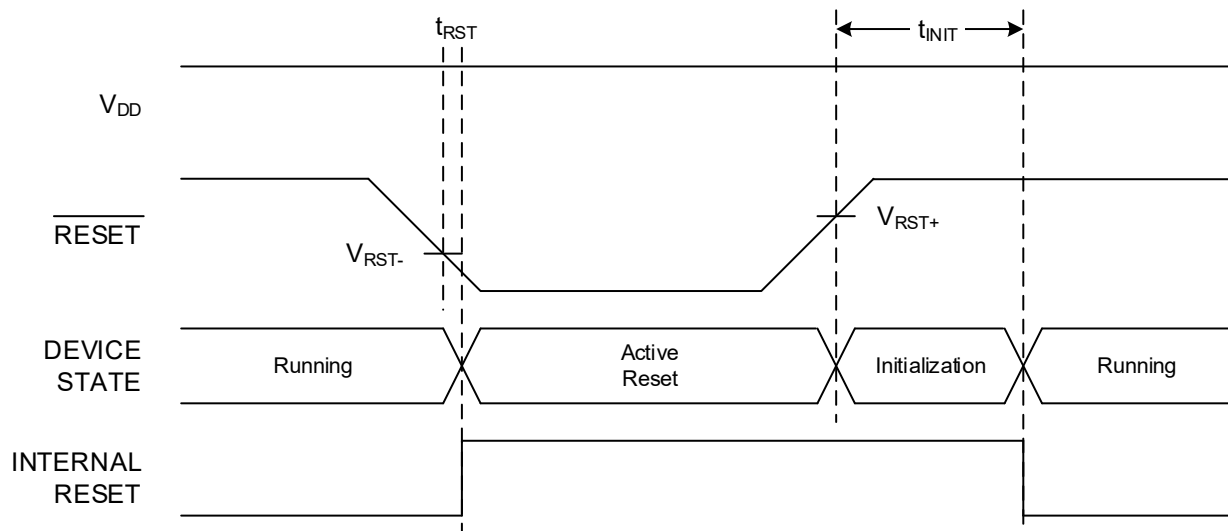 tRST
tINIT
VDD
RESET
VRST-
VRST+
DEVICE
STATE
Running
Active
Reset
Initialization
Running
INTERNAL
RESET